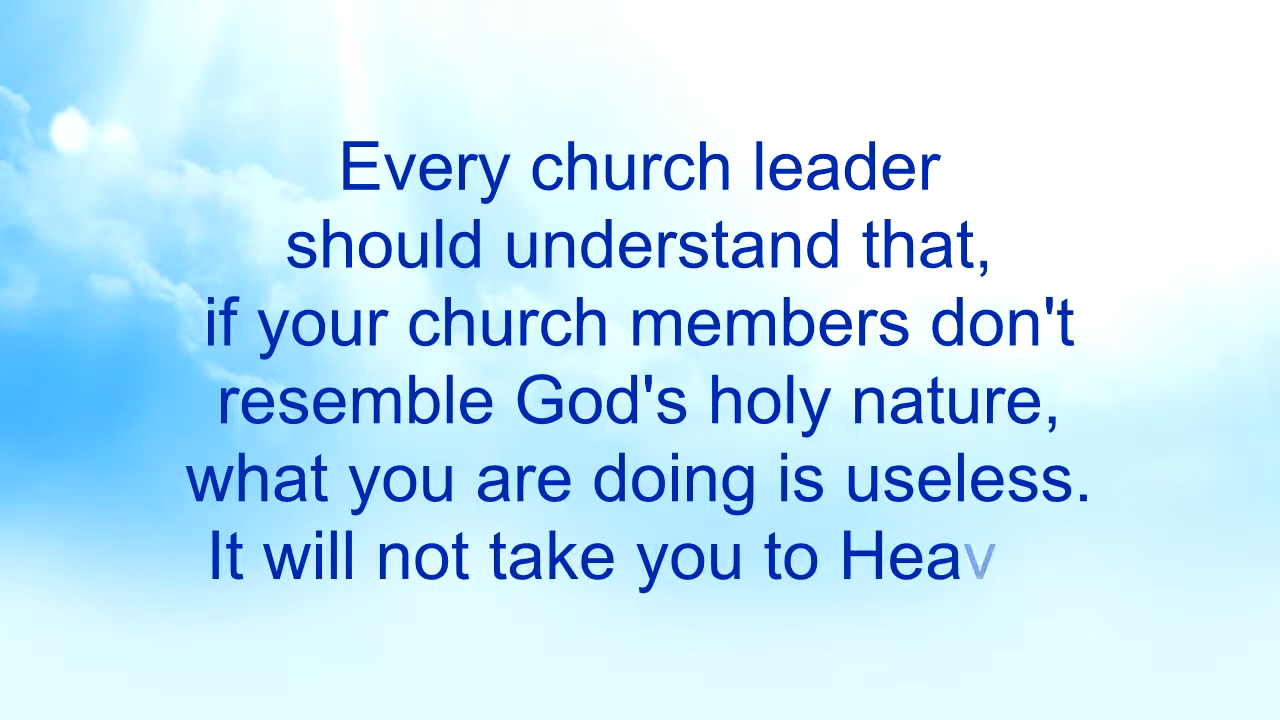 Every church leader
should understand that,
if your church members don't
resemble God's holy nature,
what you are doing is useless.
It will not take you to Heav